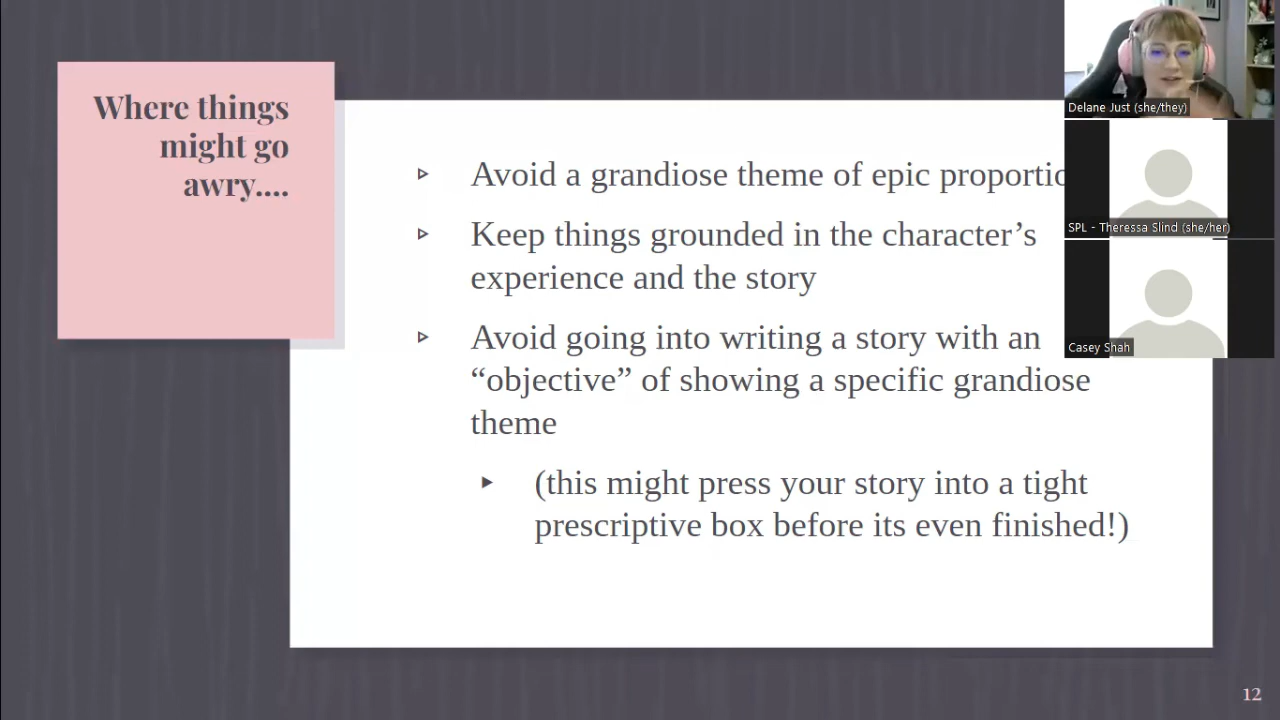 Where things
might go
awry....
Avoid a grandiose theme of epic
Keep things grounded in the character’s
experience and the story
Avoid going into writing a story with an
“objective” of showing a specific grandiose
theme
(this might press your story into a tight
prescriptive box before its even finished!)
Delane Just (she/they)
SPL - Theressa Slind (she/her)
Casey Shah
12